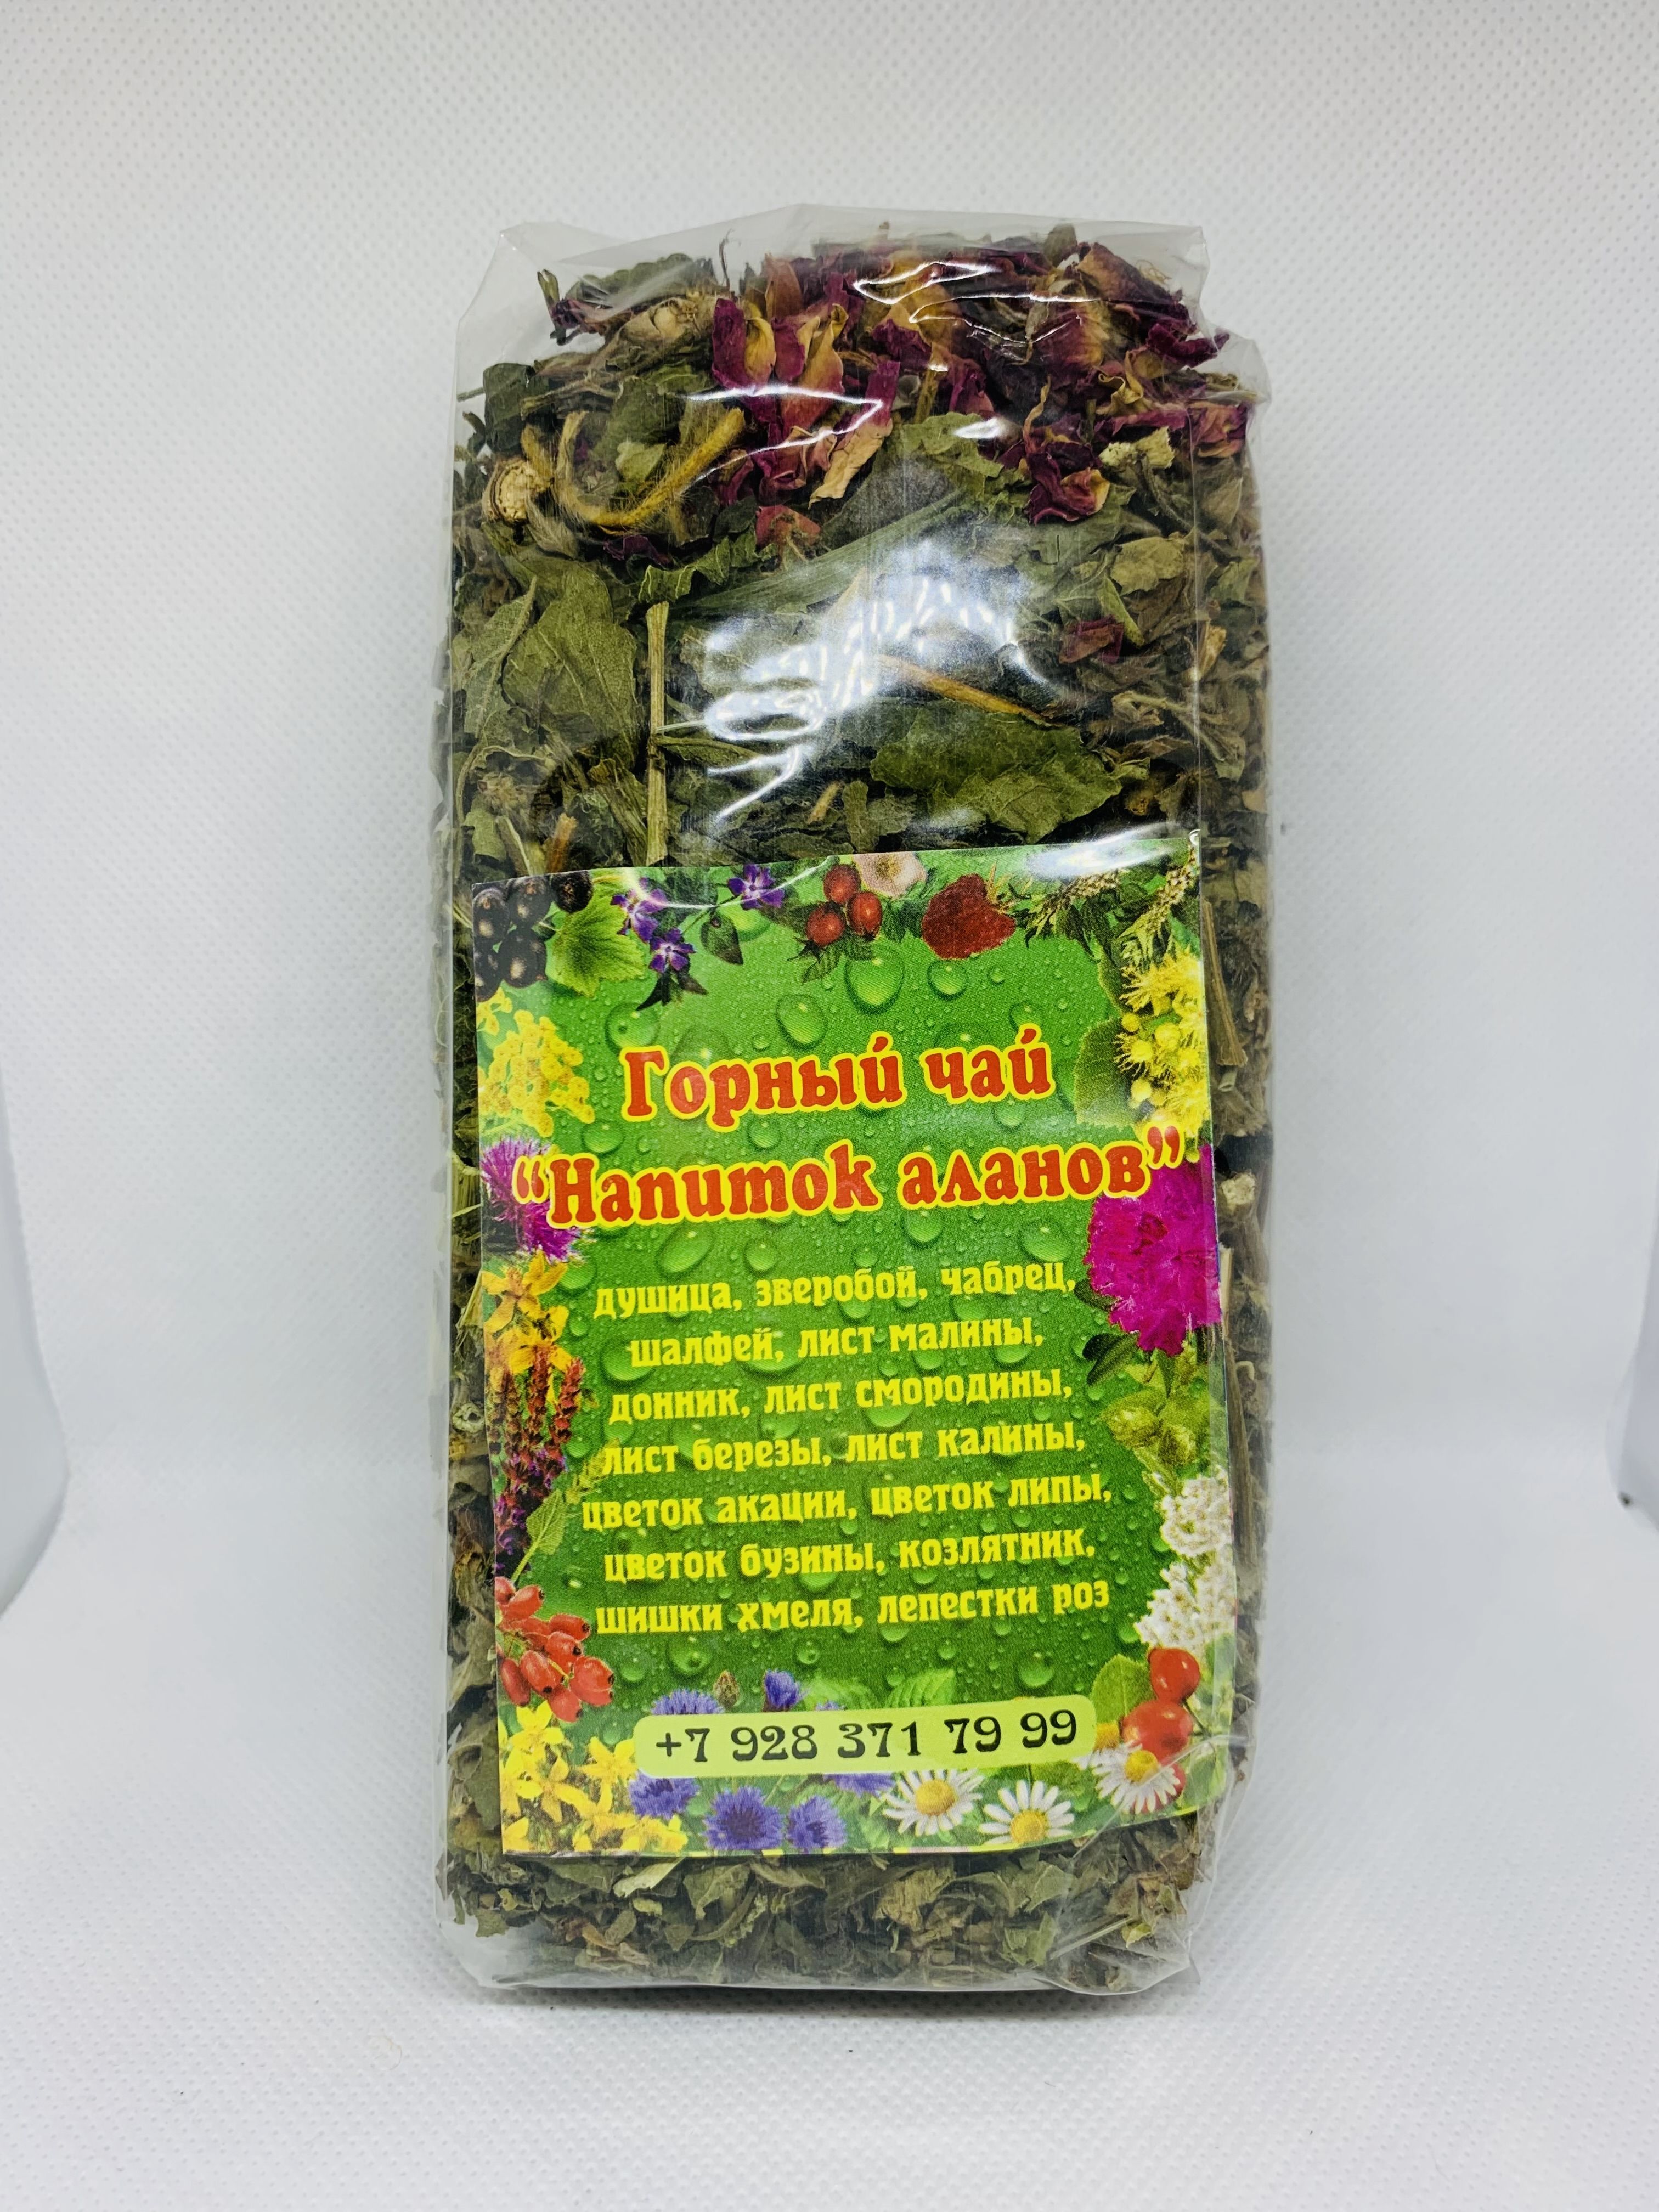 Горный чай
“Напиток аланов”
душица, зверобой, чабрец,
шалфей, лист малины,
донник, лист смородины,
лист березы, лист калины,
цветок акации, цветок липы,
цветок бузины, козлятник,
шишки хмеля, лепестки роз
+7 928 371 79 99